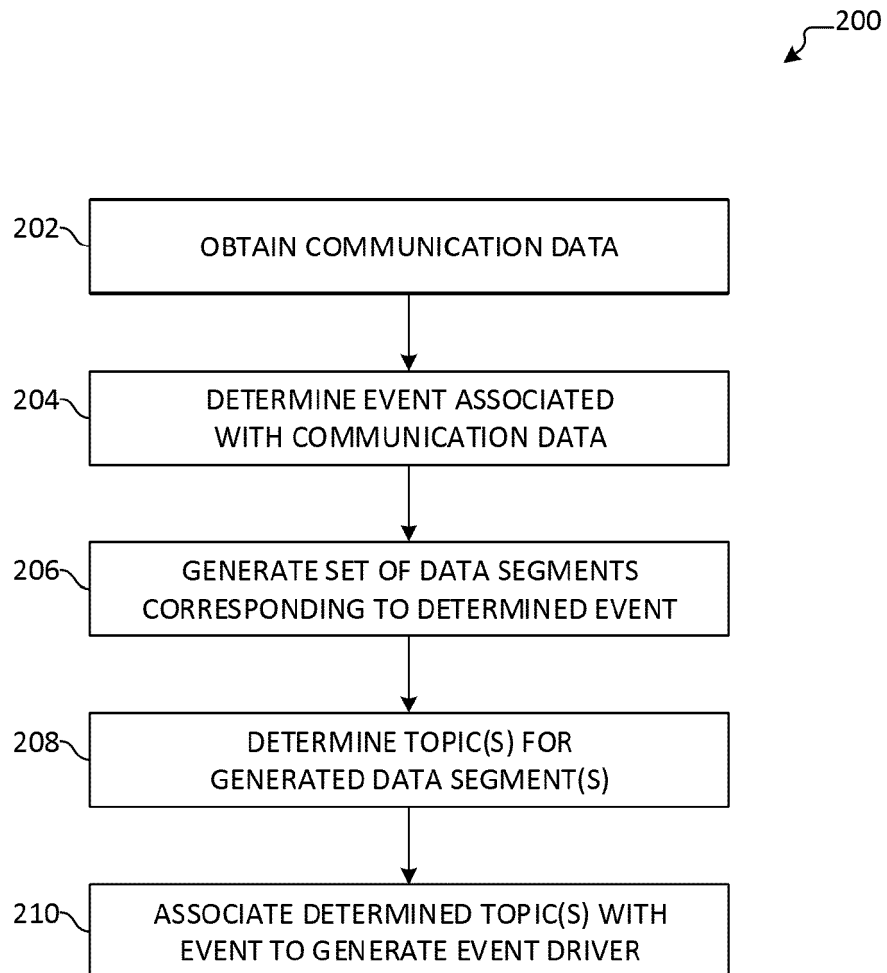 200
202
OBTAIN COMMUNICATION DATA
204
DETERMINE EVENT ASSOCIATED
WITH COMMUNICATION DATA
206
GENERATE SET OF DATA SEGMENTS
CORRESPONDING TO DETERMINED EVENT
208
DETERMINE TOPIC(S) FOR
GENERATED DATA SEGMENT(S)
210
ASSOCIATE DETERMINED TOPIC(S) WITH
EVENT TO GENERATE EVENT DRIVER